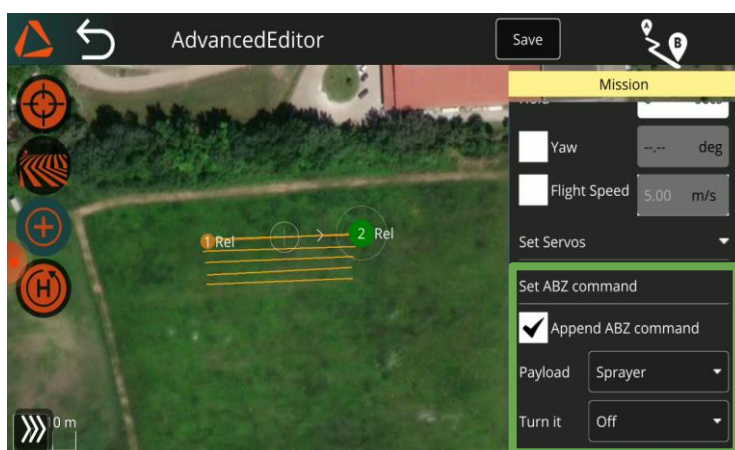 AdvancedEditor
Save
A
B
Mission
Yaw
--.--
deg
Flight Speed
5.00
m/s
Set Servos
Set ABZ command
Append ABZ command
Payload
Sprayer
Turn it
Off
1 Rel
2 Rel
H
0 m